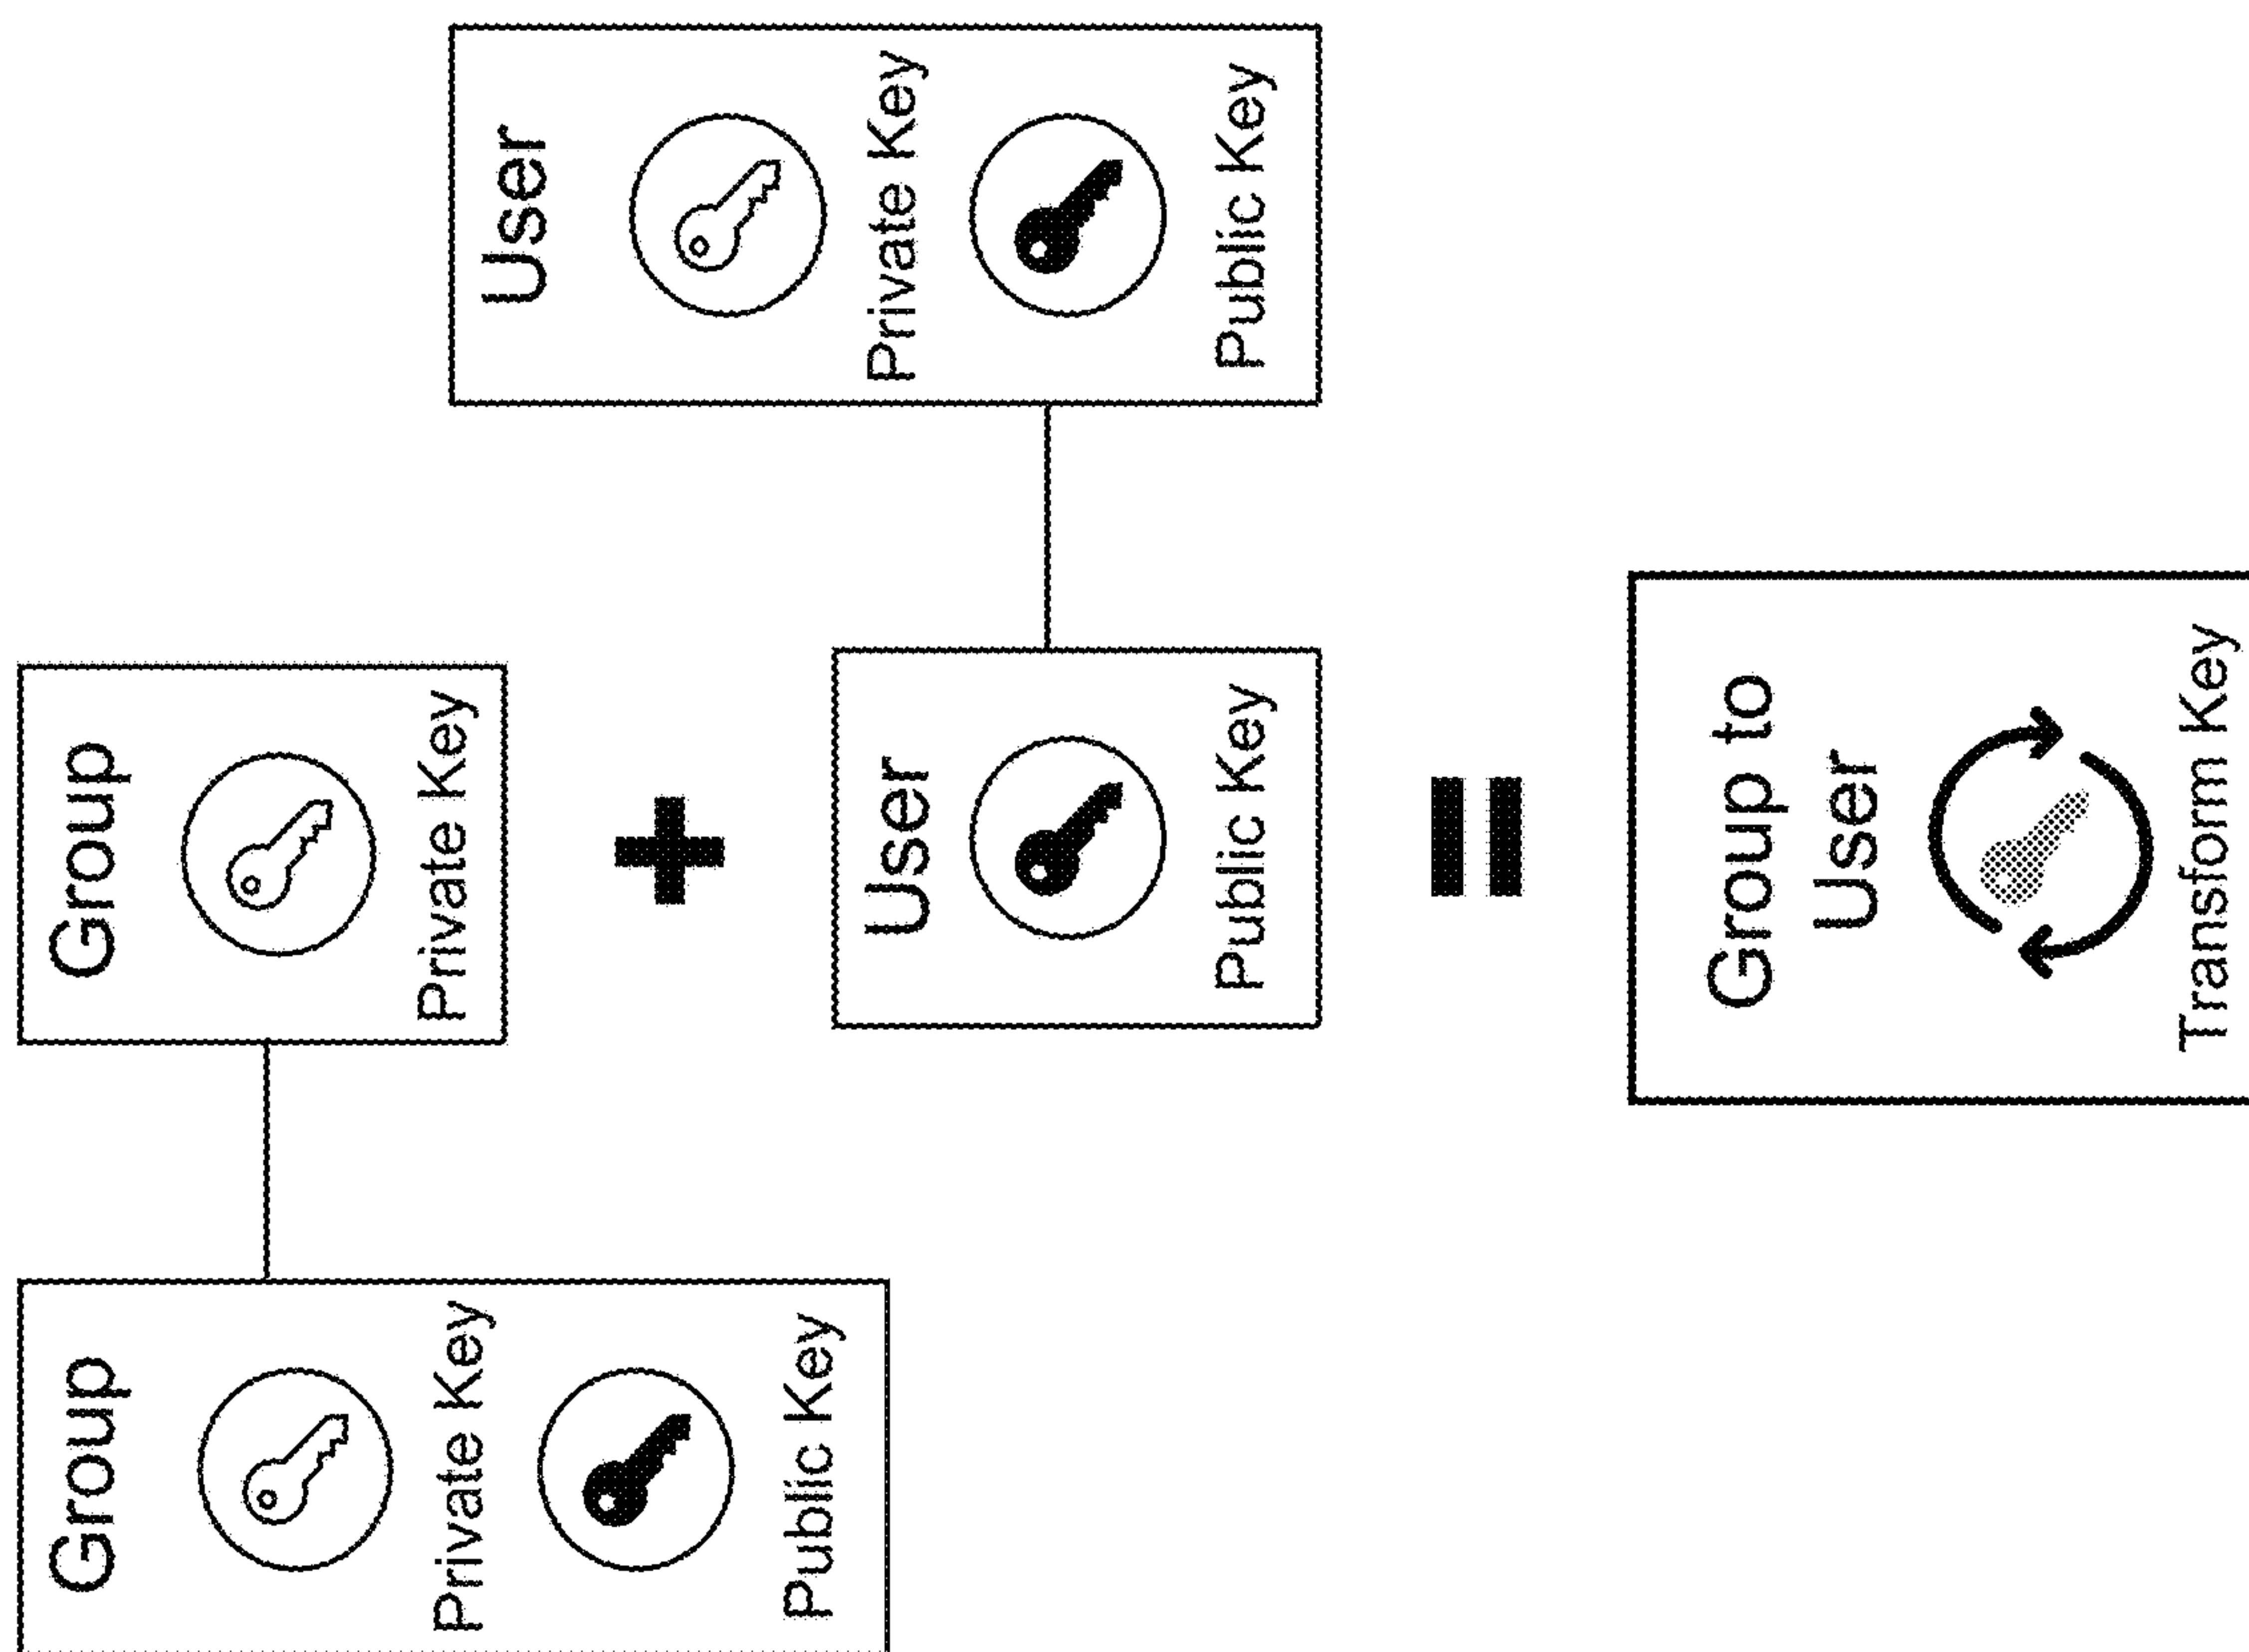 Group
Private Key
Public Key
Group
Private Key
+
User
Public Key
=
Group to
User
Transform Key
User
Private Key
Public Key